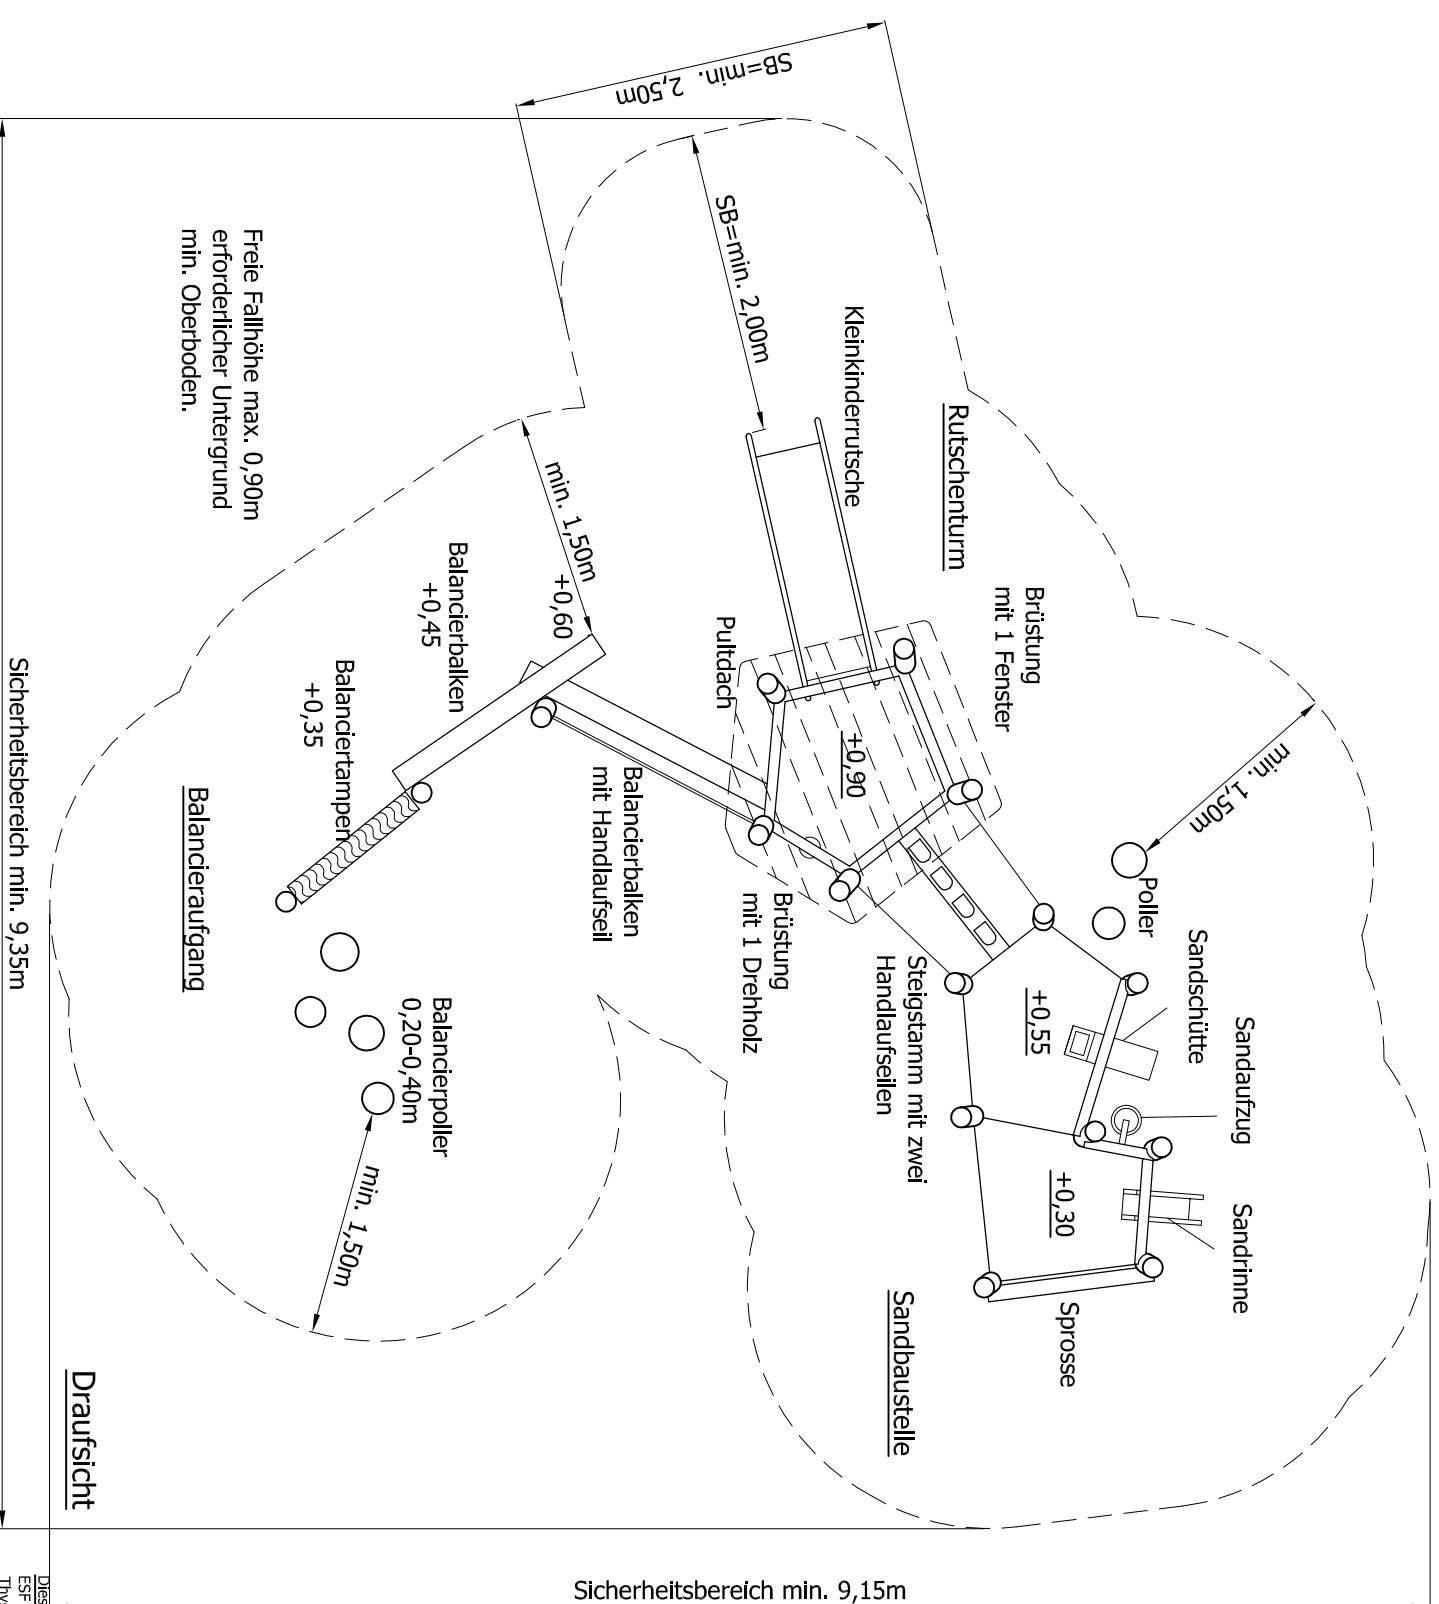 SB=min. 2,50m
SB=min. 2,00m
Kleinkinderrutsche
Rutschenturm
Brüstung
mit 1 Fenster
min. 1,50m
Poller
Sandschütte
Sandaufzug
Sandrinne
Freie Fallhöhe max. 0,90m
erforderlicher Untergrund
min. Oberboden.
min. 1,50m
+0,60
Pultdach
+0,90
Balancierbalken
+0,45
Balanciertampen
+0,35
Balancieraufgang
Balancierbalken
mit Handlaufseil
Brüstung
mit 1 Drehholz
Steigstamm mit zwei
Handlaufseilen
+0,55
+0,30
Sprosse
Sandbaustelle
Balancierpoller
0,20-0,40m
min. 1,50m
Sicherheitsbereich min. 9,35m
Draufsicht
Sicherheitsbereich min. 9,15m
ESF